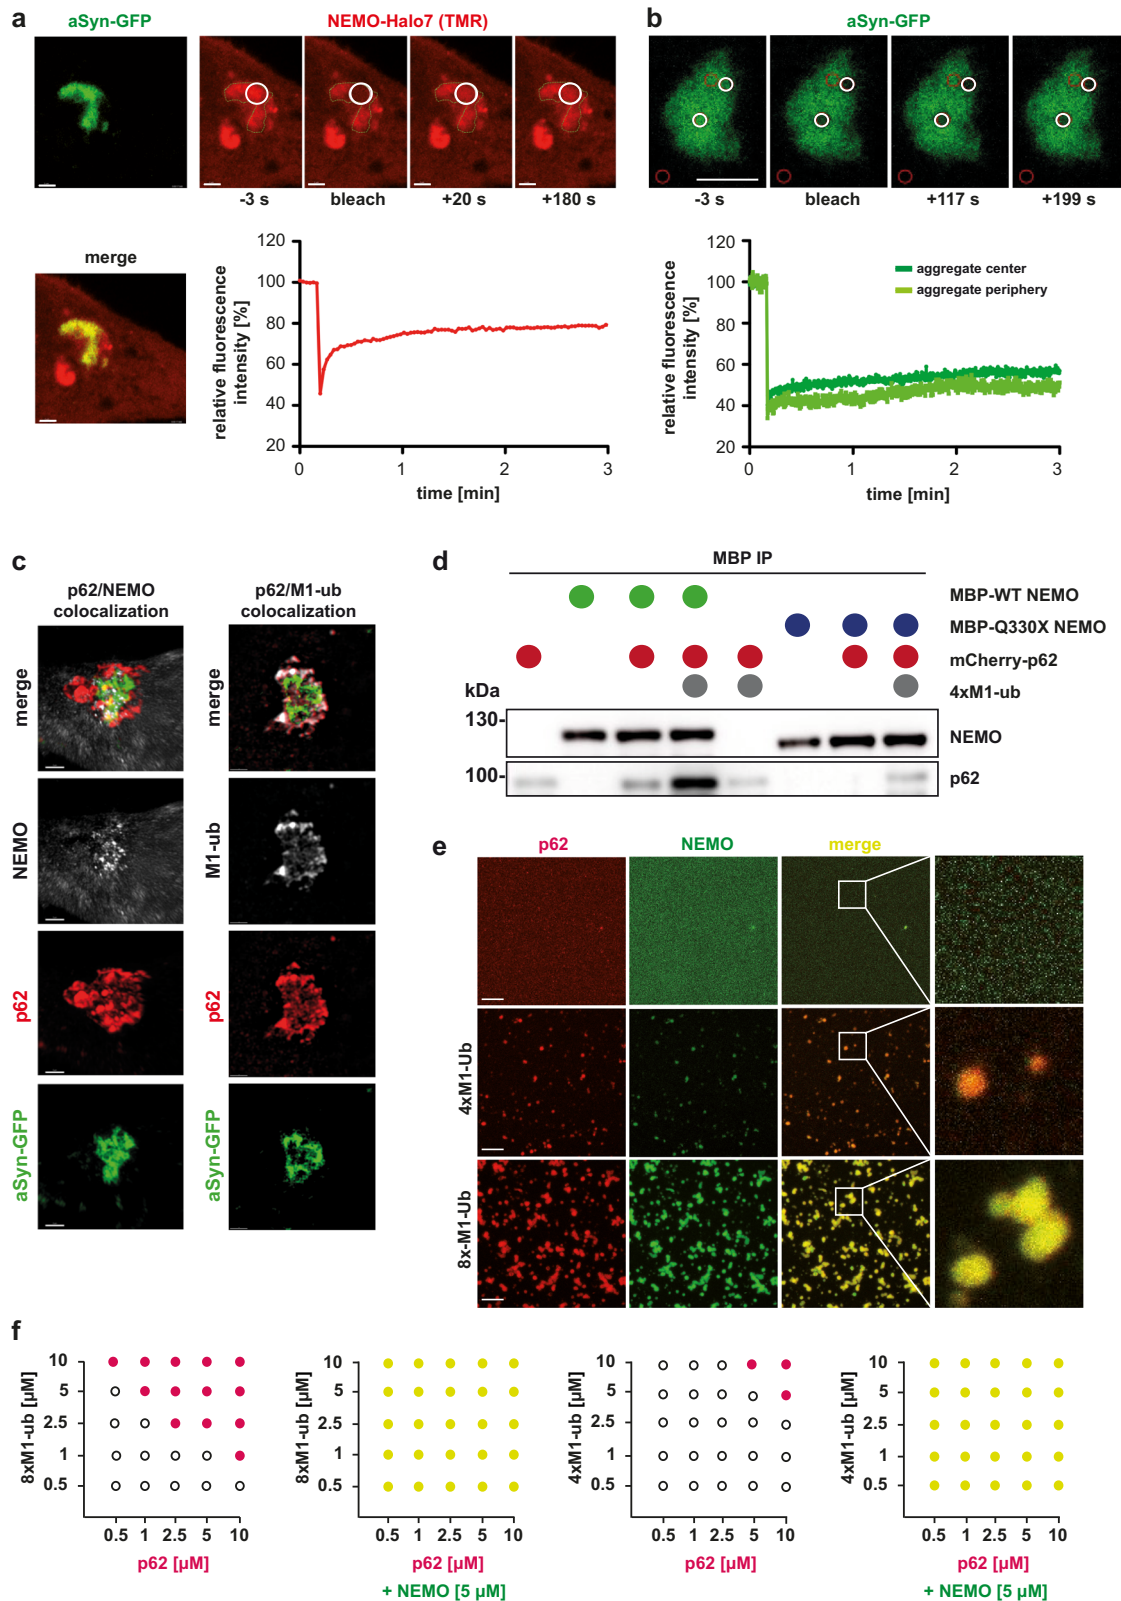 a
aSyn-GFP
NEMO-Halo7 (TMR)
-3 s
bleach
+20 s
+180 s
merge
120
100
80
60
40
20
relative fluorescence
intensity [%]
0
1
2
3
time [min]
b
aSyn-GFP
-3 s
bleach
+117 s
+199 s
120
100
80
60
40
20
relative fluorescence
intensity [%]
aggregate center
aggregate periphery
0
1
2
3
time [min]
c
p62/NEMO
colocalization
p62/M1-ub
colocalization
merge
merge
NEMO
M1-ub
p62
p62
aSyn-GFP
aSyn-GFP
d
MBP IP
MBP-WT NEMO
MBP-Q330X NEMO
mCherry-p62
4xM1-ub
kDa
130-
NEMO
100-
p62
e
p62
NEMO
merge
4xM1-Ub
8x-M1-Ub
f
8xM1-ub [µM]
10
5
2.5
1
0.5
0.5 1 2.5 5 10
p62 [µM]
8xM1-ub [µM]
10
5
2.5
1
0.5
0.5 1 2.5 5 10
p62 [µM]
+ NEMO [5 µM]
4xM1-ub [µM]
10
5
2.5
1
0.5
0.5 1 2.5 5 10
p62 [µM]
4xM1-ub [µM]
10
5
2.5
1
0.5
0.5 1 2.5 5 10
p62 [µM]
+ NEMO [5 µM]